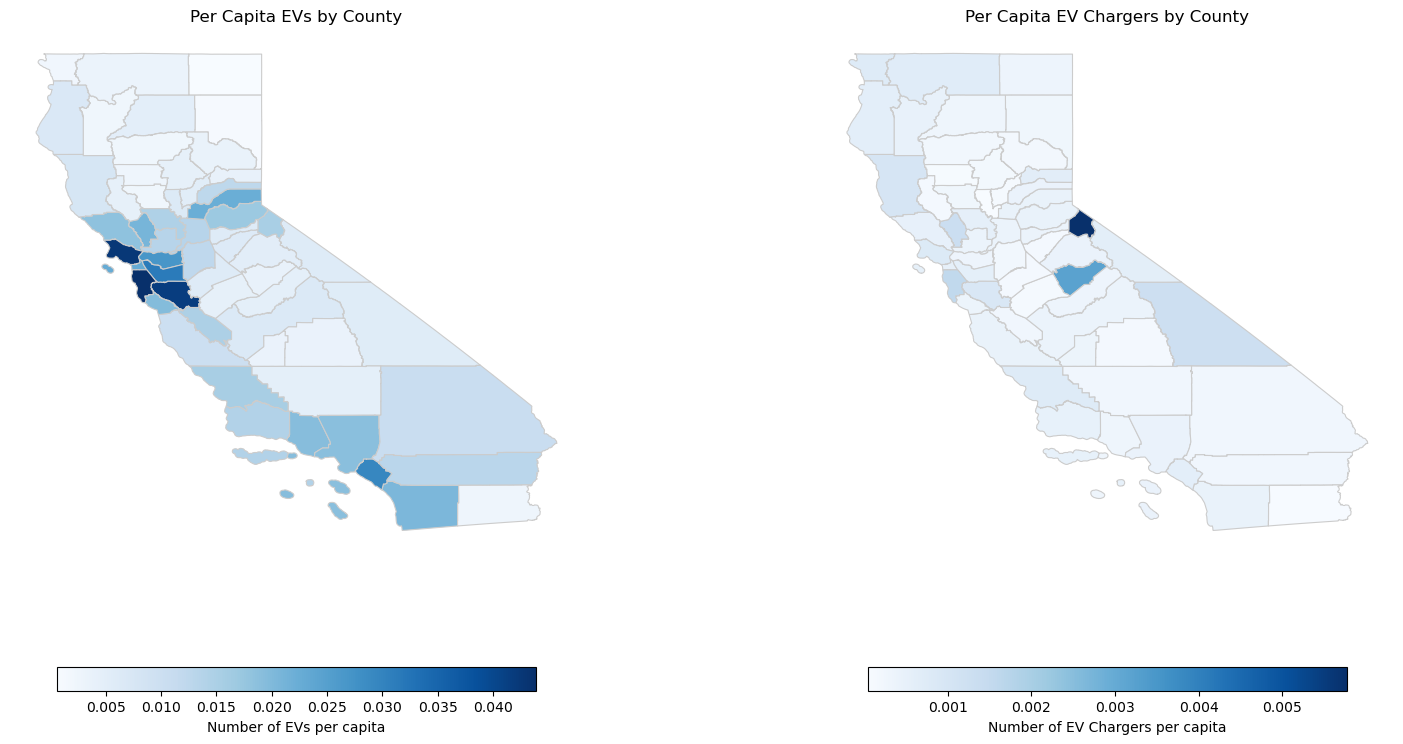 Per Capita EVs by County
Per Capita EV Chargers by County
0.005 0.010 0.015 0.020 0.025 0.030 0.035 0.040
Number of EVs per capita
0.001 0.002 0.003 0.004 0.005
Number of EV Chargers per capita